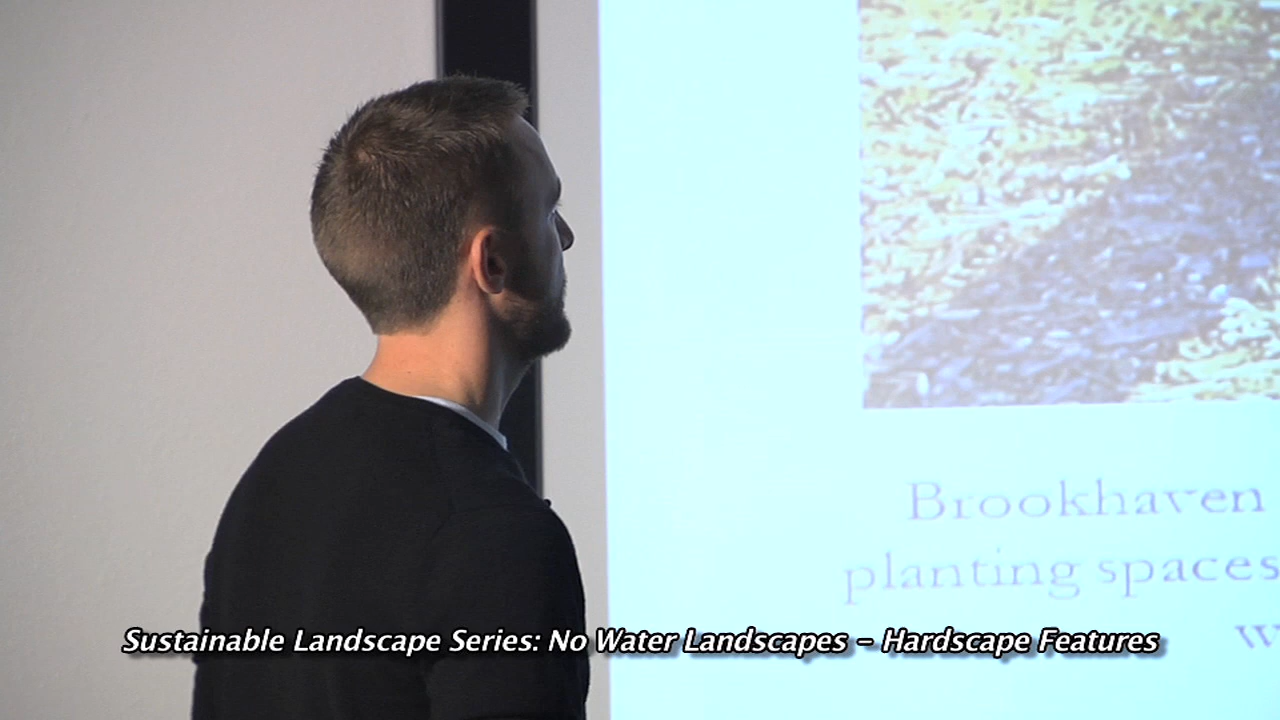 Brookhaven
planting spaces
Sustainable Landscape Series: No Water Landscapes - Hardscape Features